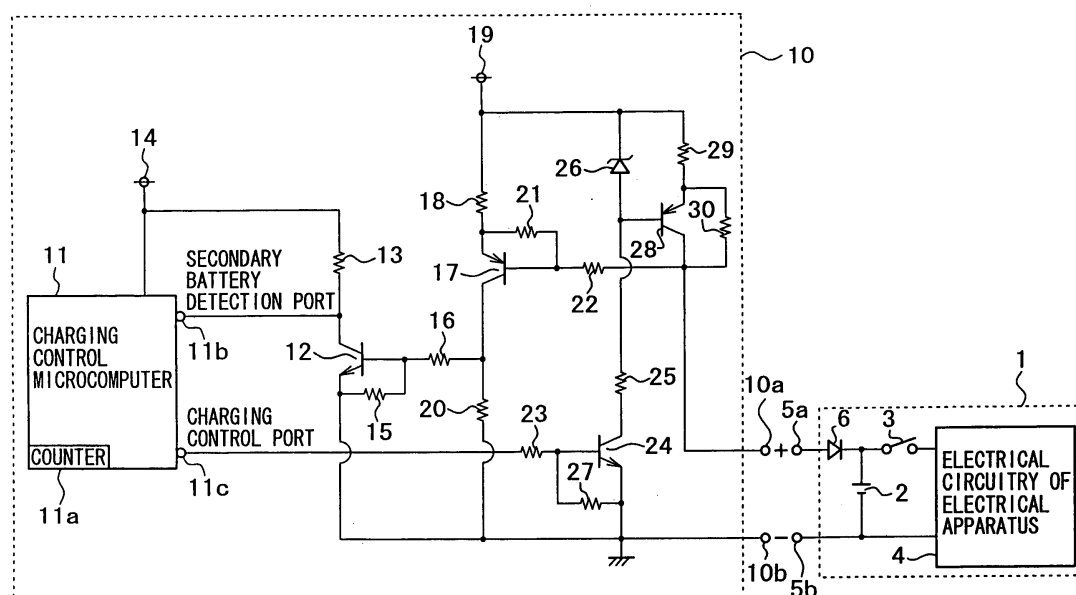 19
10
14
29
26
18
21
30
11
SECONDARY
BATTERY
DETECTION PORT
13
28
17
22
16
11b
CHARGING
CONTROL
MICROCOMPUTER
12
25
1
10a
5a
6
3
15
20
CHARGING
CONTROL PORT
23
24
+
ELECTRICAL
CIRCUITRY OF
ELECTRICAL
APPARATUS
COUNTER
11c
27
2
11a
−
4
10b
5b